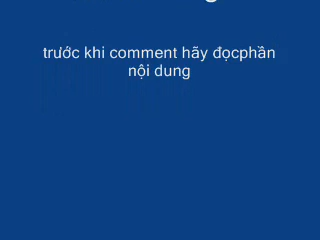 trước khi comment hãy đọcphần
nội dung